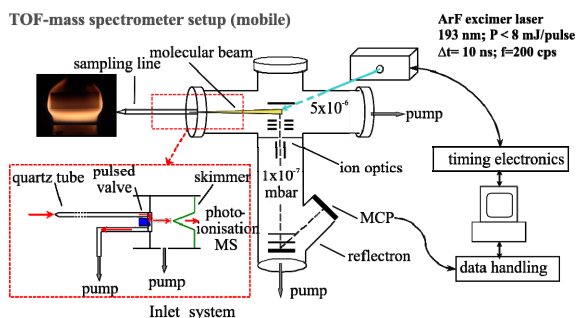 TOF-mass spectrometer setup (mobile)
ArF excimer laser
193 nm; P < 8 mJ/pulse
Δt= 10 ns; f=200 cps
molecular beam
sampling line
5x10⁻⁶
pump
timing electronics
ion optics
1x10⁻⁷
mbar
quartz tube
pulsed
valve
skimmer
photo-
ionisation
MS
MCP
reflectron
data handling
pump
pump
pump
Inlet system